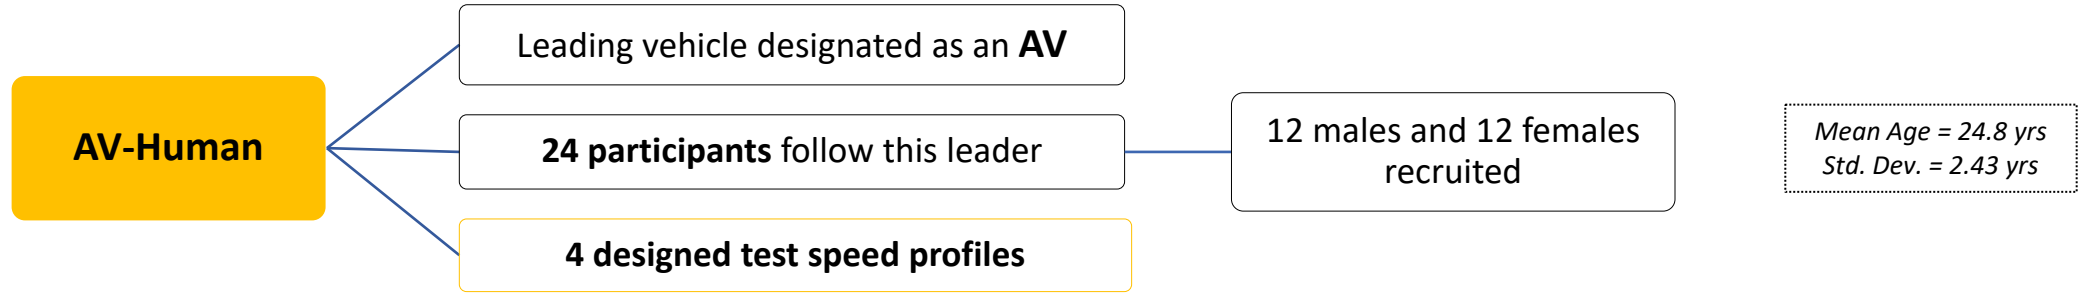 AV-Human
Leading vehicle designated as an AV
24 participants follow this leader
4 designed test speed profiles
12 males and 12 females
recruited
Mean Age = 24.8 yrs
Std. Dev. = 2.43 yrs